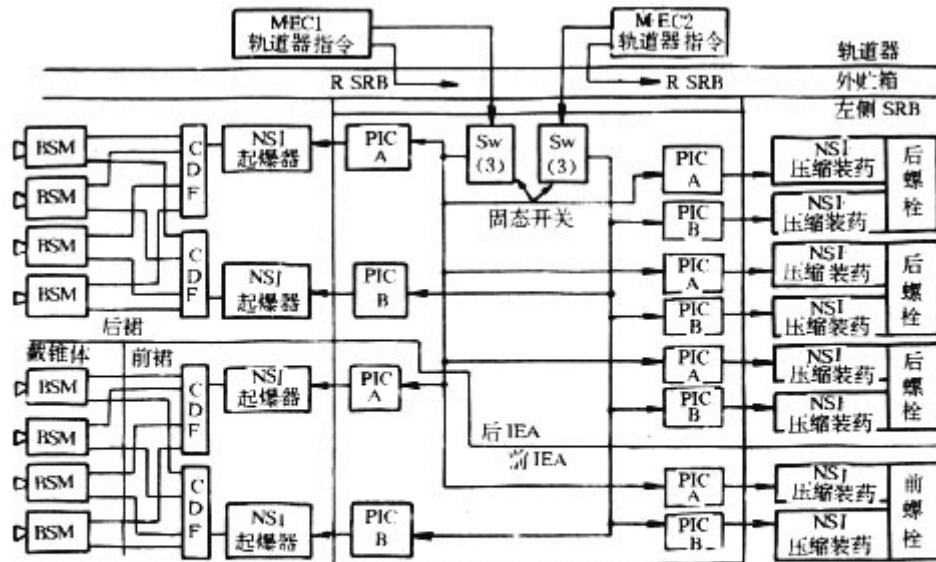 MEC1
轨道器指令
MEC2
轨道器指令
轨道器
R SRB
R SRB
外贮箱
左侧 SRB
BSM
C
D
F
NSI
起爆器
PIC
A
Sw
(3)
Sw
(3)
PIC
A
NSI
压缩装药
后
螺
栓
BSM
固态开关
PIC
B
NSI
压缩装药
BSM
C
D
F
PIC
A
NSI
压缩装药
后
螺
栓
BSM
NSI
起爆器
PIC
B
PIC
B
NSI
压缩装药
后裙
截锥体
前裙
PIC
A
NSI
压缩装药
后
螺
栓
BSM
C
D
F
NSI
起爆器
PIC
A
PIC
B
NSI
压缩装药
BSM
后 IEA
前 IEA
BSM
C
D
F
PIC
A
NSI
压缩装药
前
螺
栓
BSM
NSI
起爆器
PIC
B
PIC
B
NSI
压缩装药